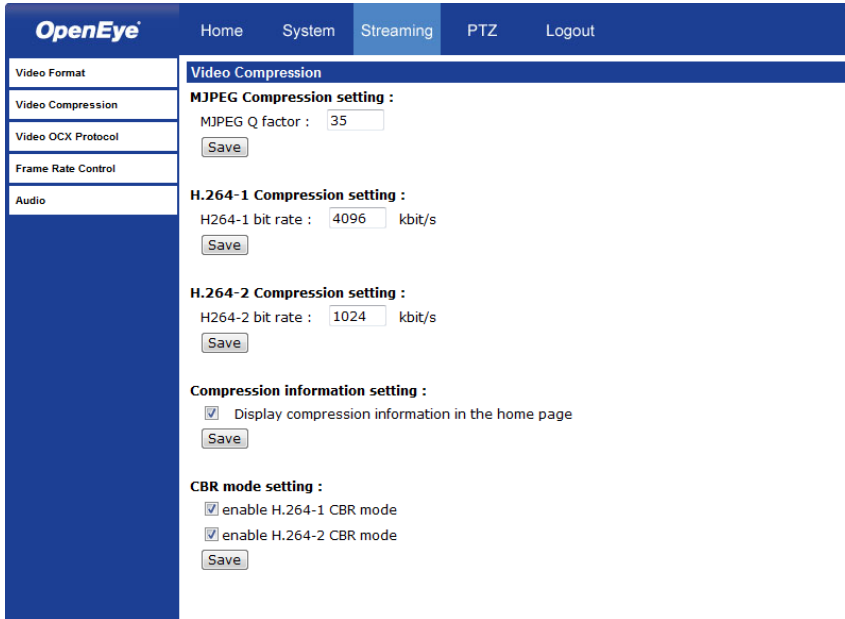 OpenEye
Home System Streaming PTZ Logout
Video Format
Video Compression
Video OCX Protocol
Frame Rate Control
Audio
Video Compression
MJPEG Compression setting :
MJPEG Q factor : 35
Save
H.264-1 Compression setting :
H264-1 bit rate : 4096 kbit/s
Save
H.264-2 Compression setting :
H264-2 bit rate : 1024 kbit/s
Save
Compression information setting :
Display compression information in the home page
Save
CBR mode setting :
enable H.264-1 CBR mode
enable H.264-2 CBR mode
Save